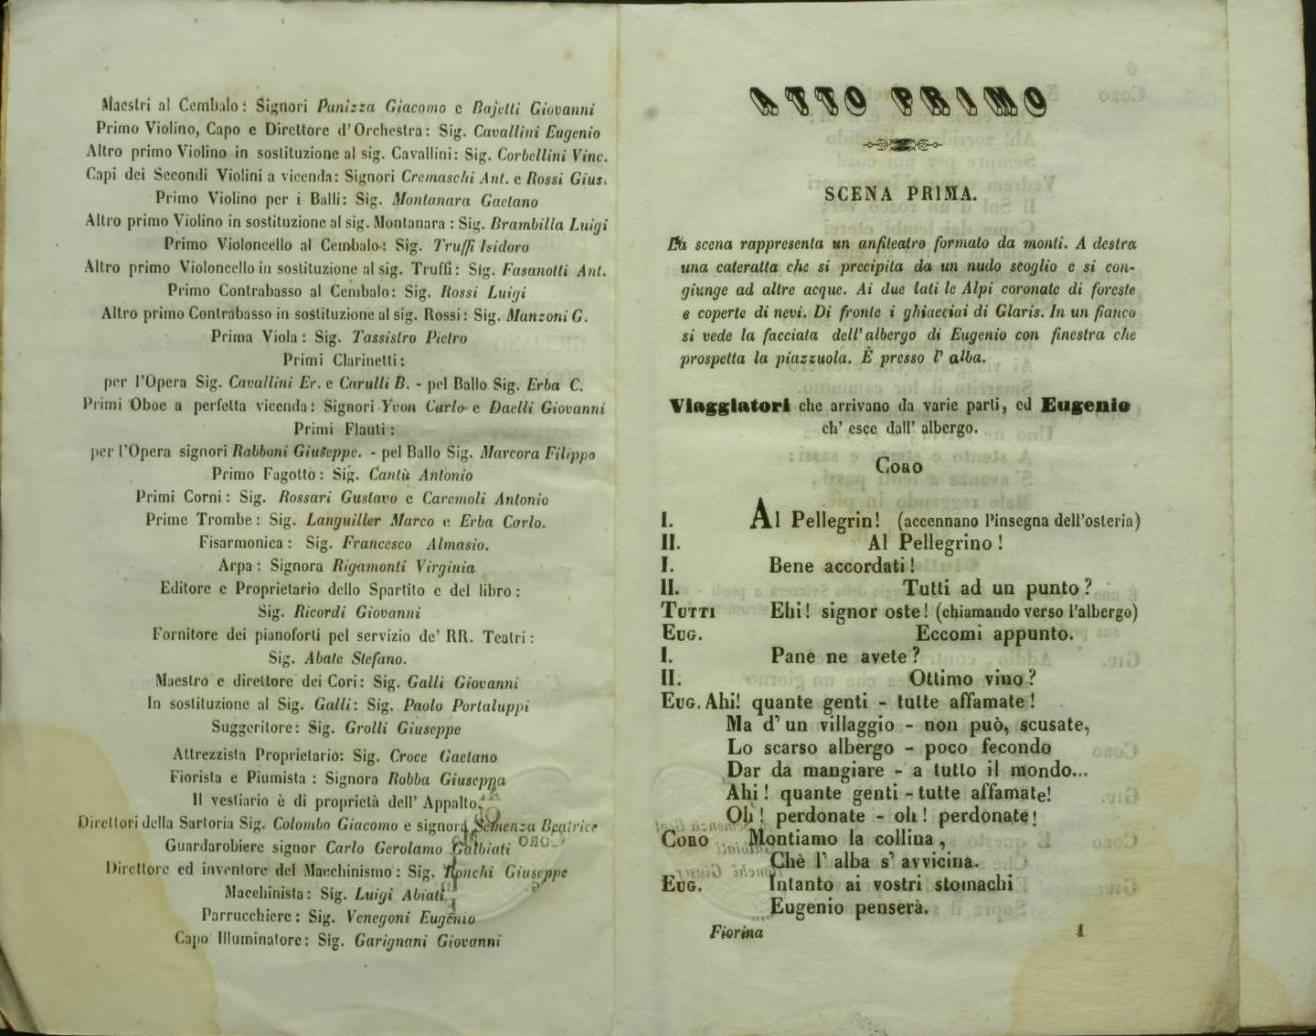 Maestri al Cembalo: Signori Panizza Giacomo e Bajetti Giovanni
Primo Violino, Capo e Direttore d'Orchestra: Sig. Cavallini Eugenio
Altro primo Violino in sostituzione al sig. Cavallini: Sig. Corbellini Vinc.
Capi dei Secondi Violini a vicenda: Signori Cremaschi Ant. e Rossi Gius.
Primo Violino per i Balli: Sig. Montanara Gaetano
Altro primo Violino in sostituzione al sig. Montanara: Sig. Brambilla Luigi
Primo Violoncello al Cembalo: Sig. Truffi Isidoro
Altro primo Violoncello in sostituzione al sig. Truffi: Sig. Fasanotti Ant.
Primo Contrabasso al Cembalo: Sig. Rossi Luigi
Altro primo Contrabasso in sostituzione al sig. Rossi: Sig. Manzoni G.
Prima Viola: Sig. Tassistro Pietro
Primi Clarinetti:
per l'Opera Sig. Cavallini Er. e Carulli B. - pel Ballo Sig. Erba C.
Primi Oboe a perfetta vicenda: Signori Yvon Carlo e Daelli Giovanni
Primi Flauti:
per l'Opera signori Rabboni Giuseppe. - pel Ballo Sig. Marcora Filippo
Primo Fagotto: Sig. Cantù Antonio
Primi Corni: Sig. Rossari Gustavo e Caremoli Antonio
Prime Trombe: Sig. Languiller Marco e Erba Carlo.
Fisarmonica: Sig. Francesco Almasio.
Arpa: Signora Rigamonti Virginia
Editore e Proprietario dello Spartito e del libro:
Sig. Ricordi Giovanni
Fornitore dei pianoforti pel servizio de' RR. Teatri:
Sig. Abate Stefano.
Maestro e direttore dei Cori: Sig. Galli Giovanni
In sostituzione al Sig. Galli: Sig. Paolo Portaluppi
Suggeritore: Sig. Grolli Giuseppe
Attrezzista Proprietario: Sig. Croce Gaetano
Fiorista e Piumista: Signora Robba Giuseppa
Il vestiario è di proprietà dell'Appalto.
Direttori della Sartoria Sig. Colombo Giacomo e signora Semenza Beatrice
Guardarobiere signor Carlo Gerolamo Galbiati
Direttore ed inventore del Macchinismo: Sig. Ronchi Giuseppe
Macchinista: Sig. Luigi Abiati
Parrucchiere: Sig. Venegoni Eugenio
Capo Illuminatore: Sig. Garignani Giovanni
ATTO PRIMO
SCENA PRIMA.
La scena rappresenta un anfiteatro formato da monti. A destra
una cateratta che si precipita da un nudo scoglio e si con-
giunge ad altre acque. Ai due lati le Alpi coronate di foreste
e coperte di nevi. Di fronte i ghiacciai di Glaris. In un fianco
si vede la facciata dell'albergo di Eugenio con finestra che
prospetta la piazzuola. È presso l'alba.
Viaggiatori che arrivano da varie parti, ed Eugenio
ch'esce dall'albergo.
Coro
I. Al Pellegrin! (accennano l'insegna dell'osteria)
II. Al Pellegrino!
I. Bene accordati!
II. Tutti ad un punto?
Tutti Ehi! signor oste! (chiamando verso l'albergo)
Eug. Eccomi appunto.
I. Pane ne avete?
II. Ottimo vino?
Eug. Ahi! quante genti - tutte affamate!
Ma d'un villaggio - non può, scusate,
Lo scarso albergo - poco fecondo
Dar da mangiare - a tutto il mondo...
Ahi! quante genti - tutte affamate!
Oh! perdonate - oh! perdonate!
Coro Montiamo la collina,
Chè l'alba s'avvicina.
Eug. Intanto ai vostri stomachi
Eugenio penserà.
Fiorina 1